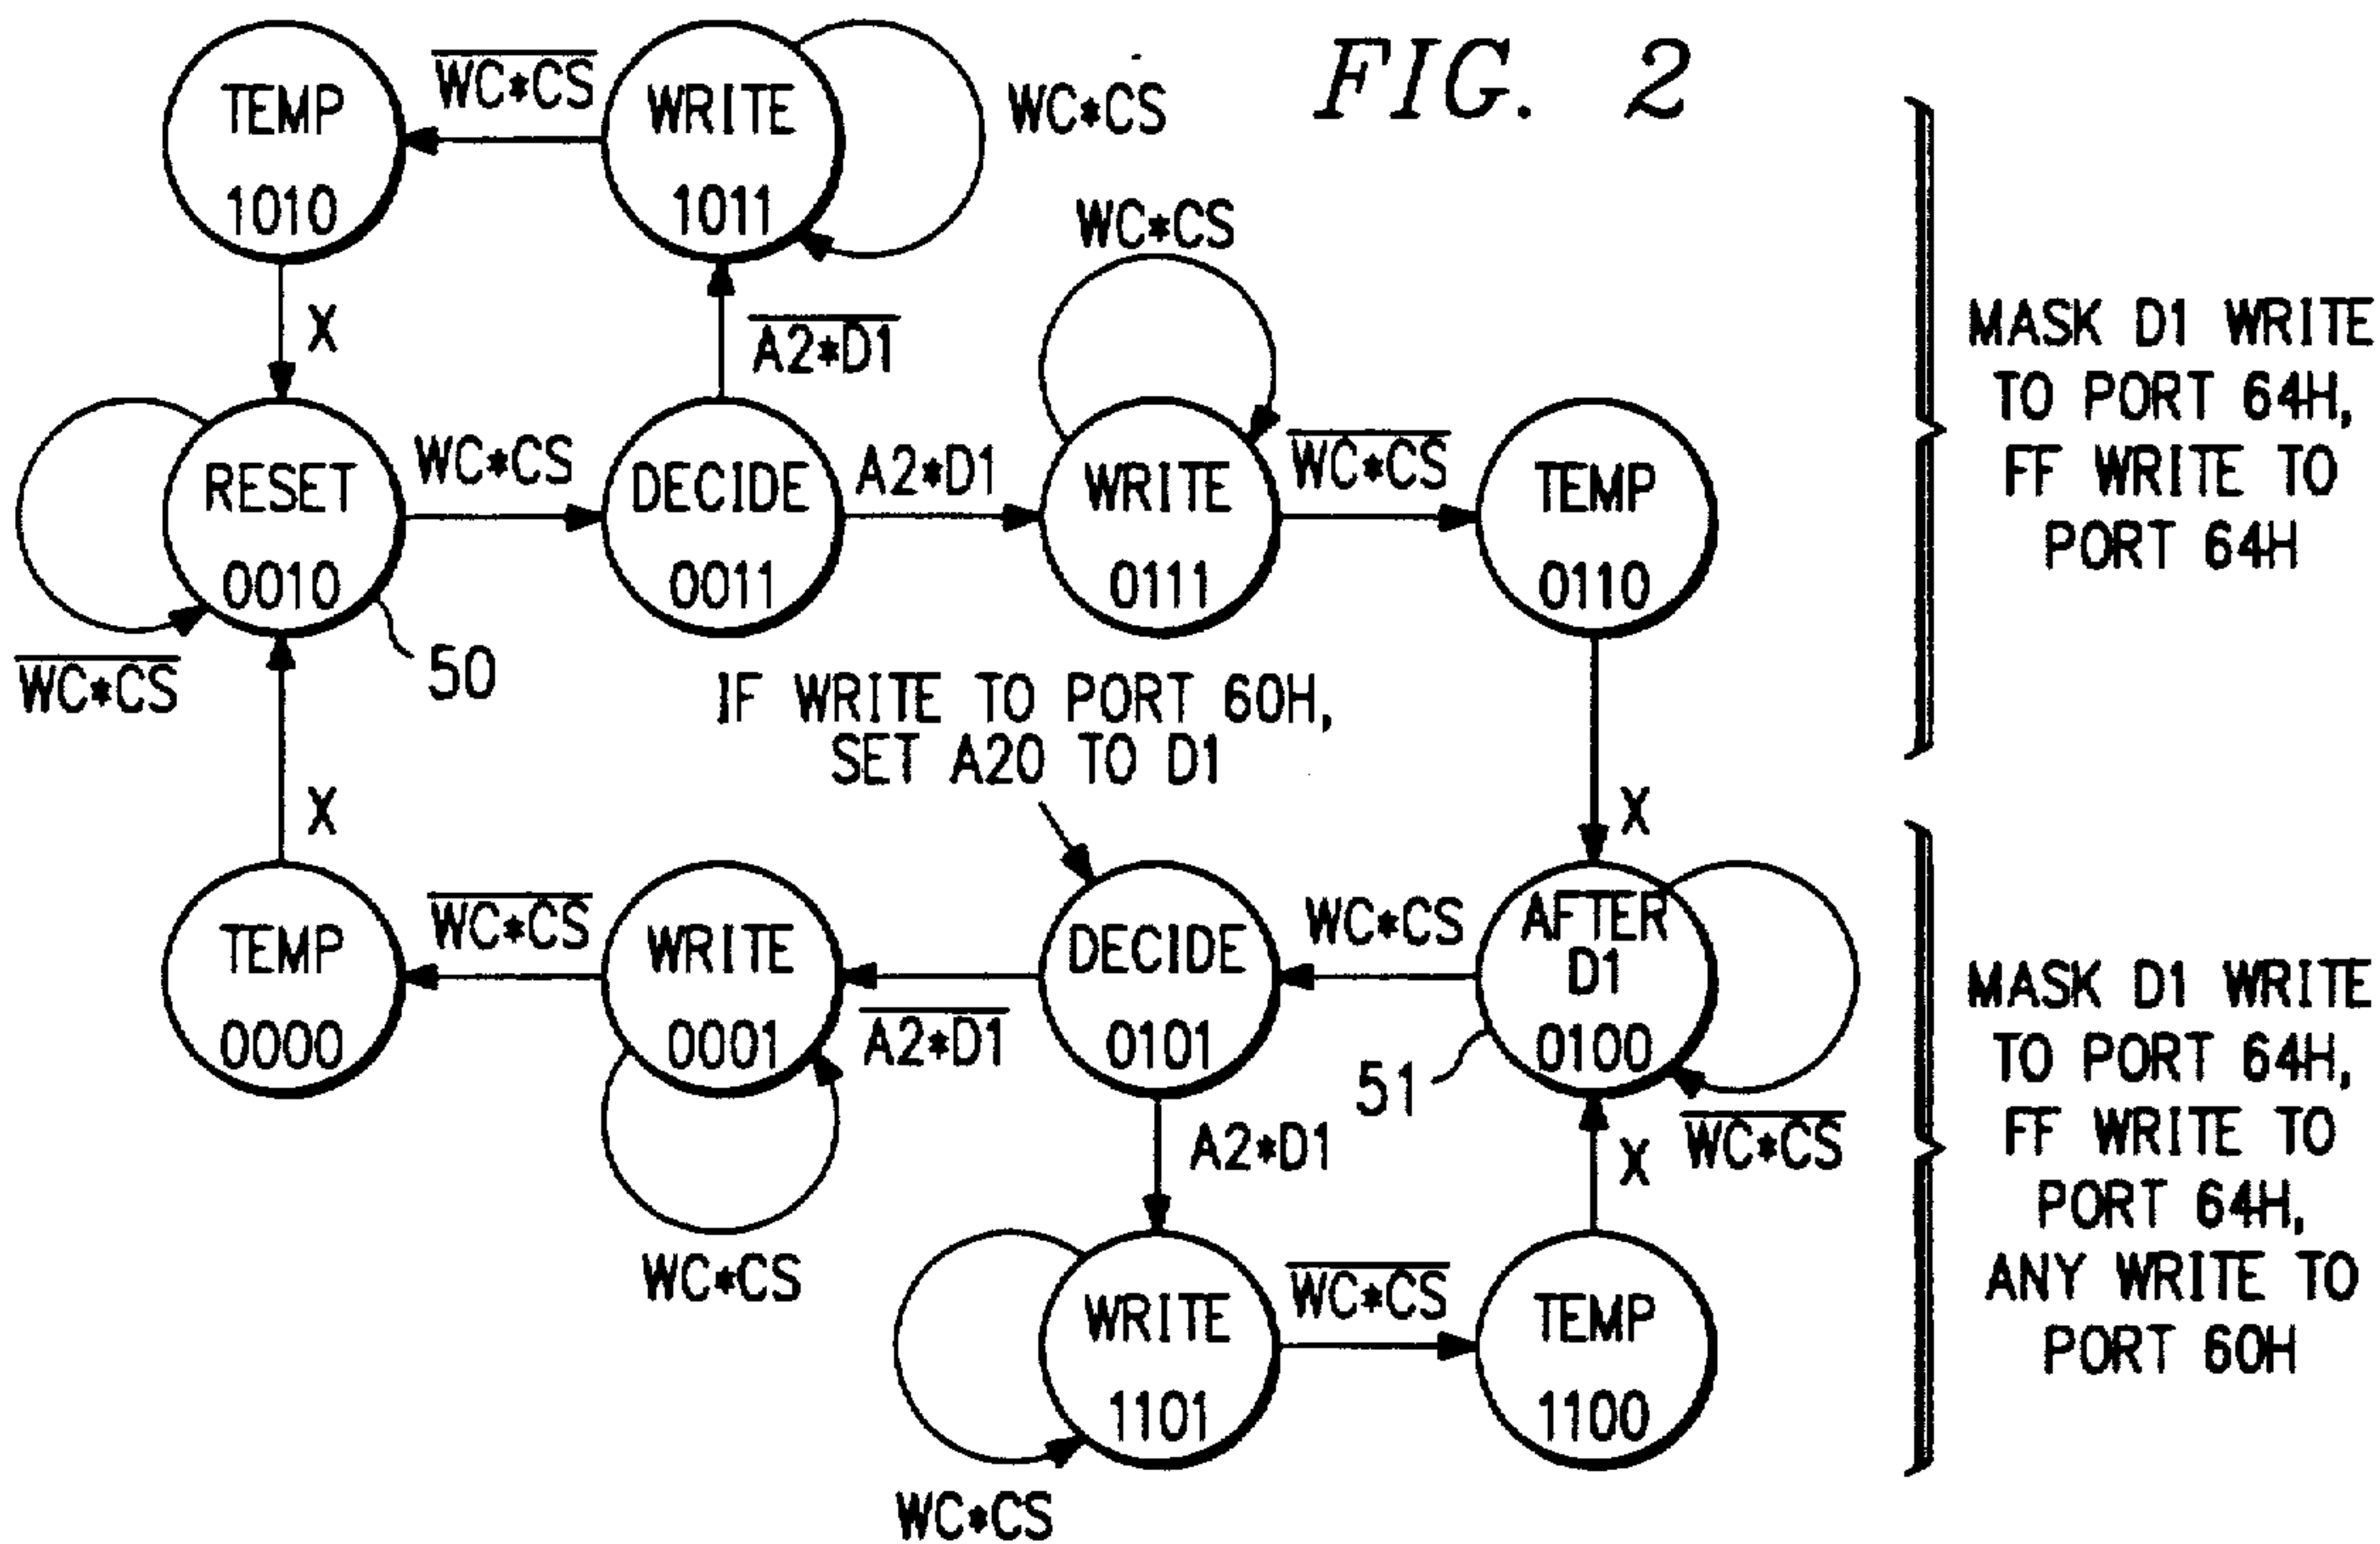 FIG. 2
TEMP
1010
WC*CS
WRITE
1011
WC*CS
WC*CS
X
A2*D1
RESET
0010
WC*CS
WC*CS
50
DECIDE
0011
A2*D1
WRITE
0111
WC*CS
TEMP
0110
MASK D1 WRITE
TO PORT 64H,
FF WRITE TO
PORT 64H
IF WRITE TO PORT 60H,
SET A20 TO D1
X
X
TEMP
0000
WC*CS
WRITE
0001
WC*CS
A2*D1
DECIDE
0101
WC*CS
AFTER
D1
0100
51
WC*CS
A2*D1
X
WRITE
1101
WC*CS
WC*CS
TEMP
1100
MASK D1 WRITE
TO PORT 64H,
FF WRITE TO
PORT 64H,
ANY WRITE TO
PORT 60H